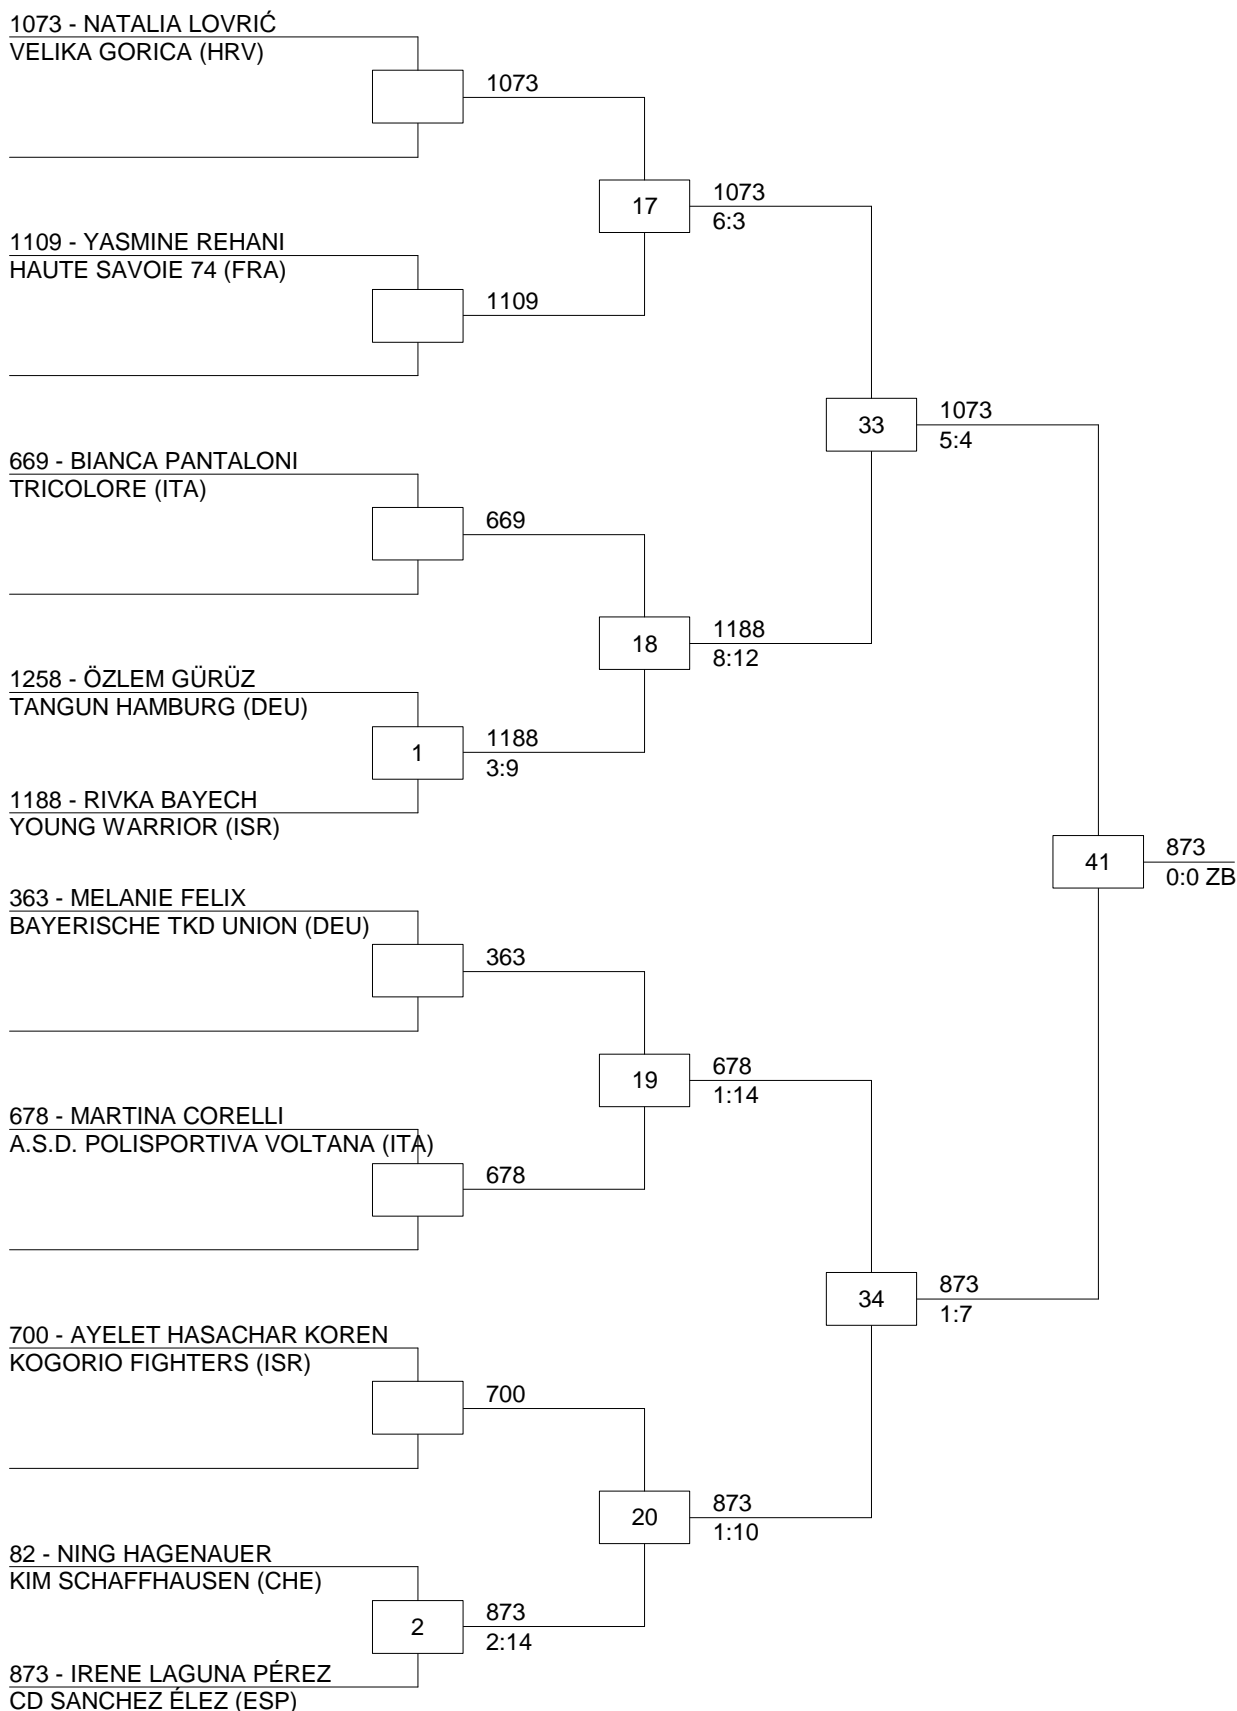 1073 - NATALIA LOVRIĆ
VELIKA GORICA (HRV)
1073
17
1073
6:3
1109 - YASMINE REHANI
HAUTE SAVOIE 74 (FRA)
1109
33
1073
5:4
669 - BIANCA PANTALONI
TRICOLORE (ITA)
669
18
1188
8:12
1258 - ÖZLEM GÜRÜZ
TANGUN HAMBURG (DEU)
1
1188
3:9
1188 - RIVKA BAYECH
YOUNG WARRIOR (ISR)
41
873
0:0 ZB
363 - MELANIE FELIX
BAYERISCHE TKD UNION (DEU)
363
19
678
1:14
678 - MARTINA CORELLI
A.S.D. POLISPORTIVA VOLTANA (ITA)
678
34
873
1:7
700 - AYELET HASACHAR KOREN
KOGORIO FIGHTERS (ISR)
700
20
873
1:10
82 - NING HAGENAUER
KIM SCHAFFHAUSEN (CHE)
2
873
2:14
873 - IRENE LAGUNA PÉREZ
CD SANCHEZ ÉLEZ (ESP)